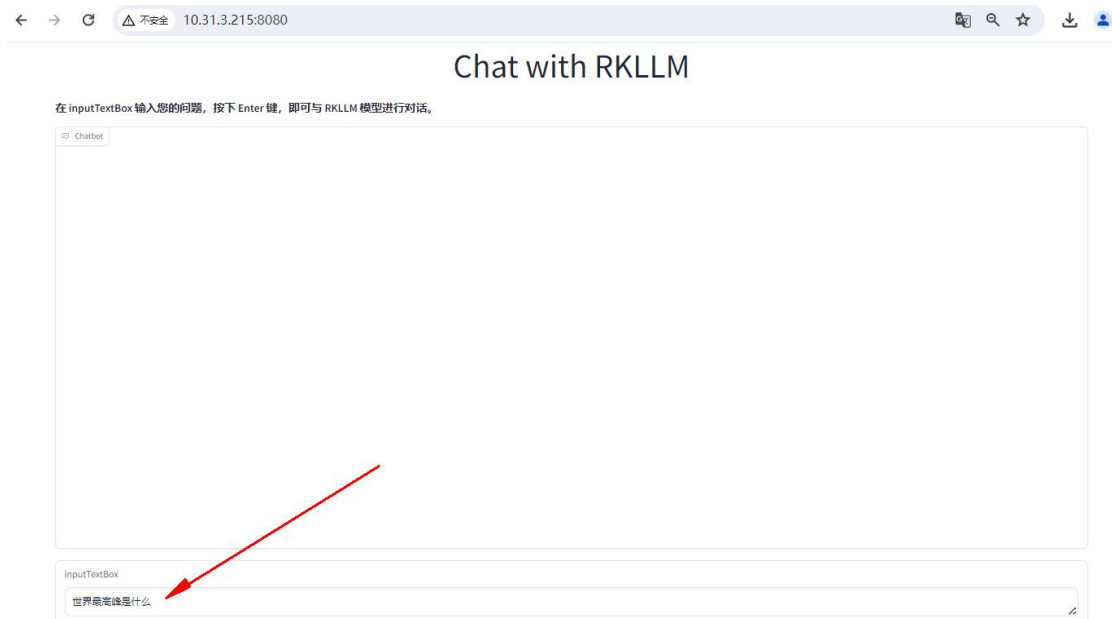 不安全 10.31.3.215:8080
Chat with RKLLM
在 inputTextBox 输入您的问题，按下 Enter 键，即可与 RKLLM 模型进行对话。
Chatbot
inputTextBox
世界最高峰是什么